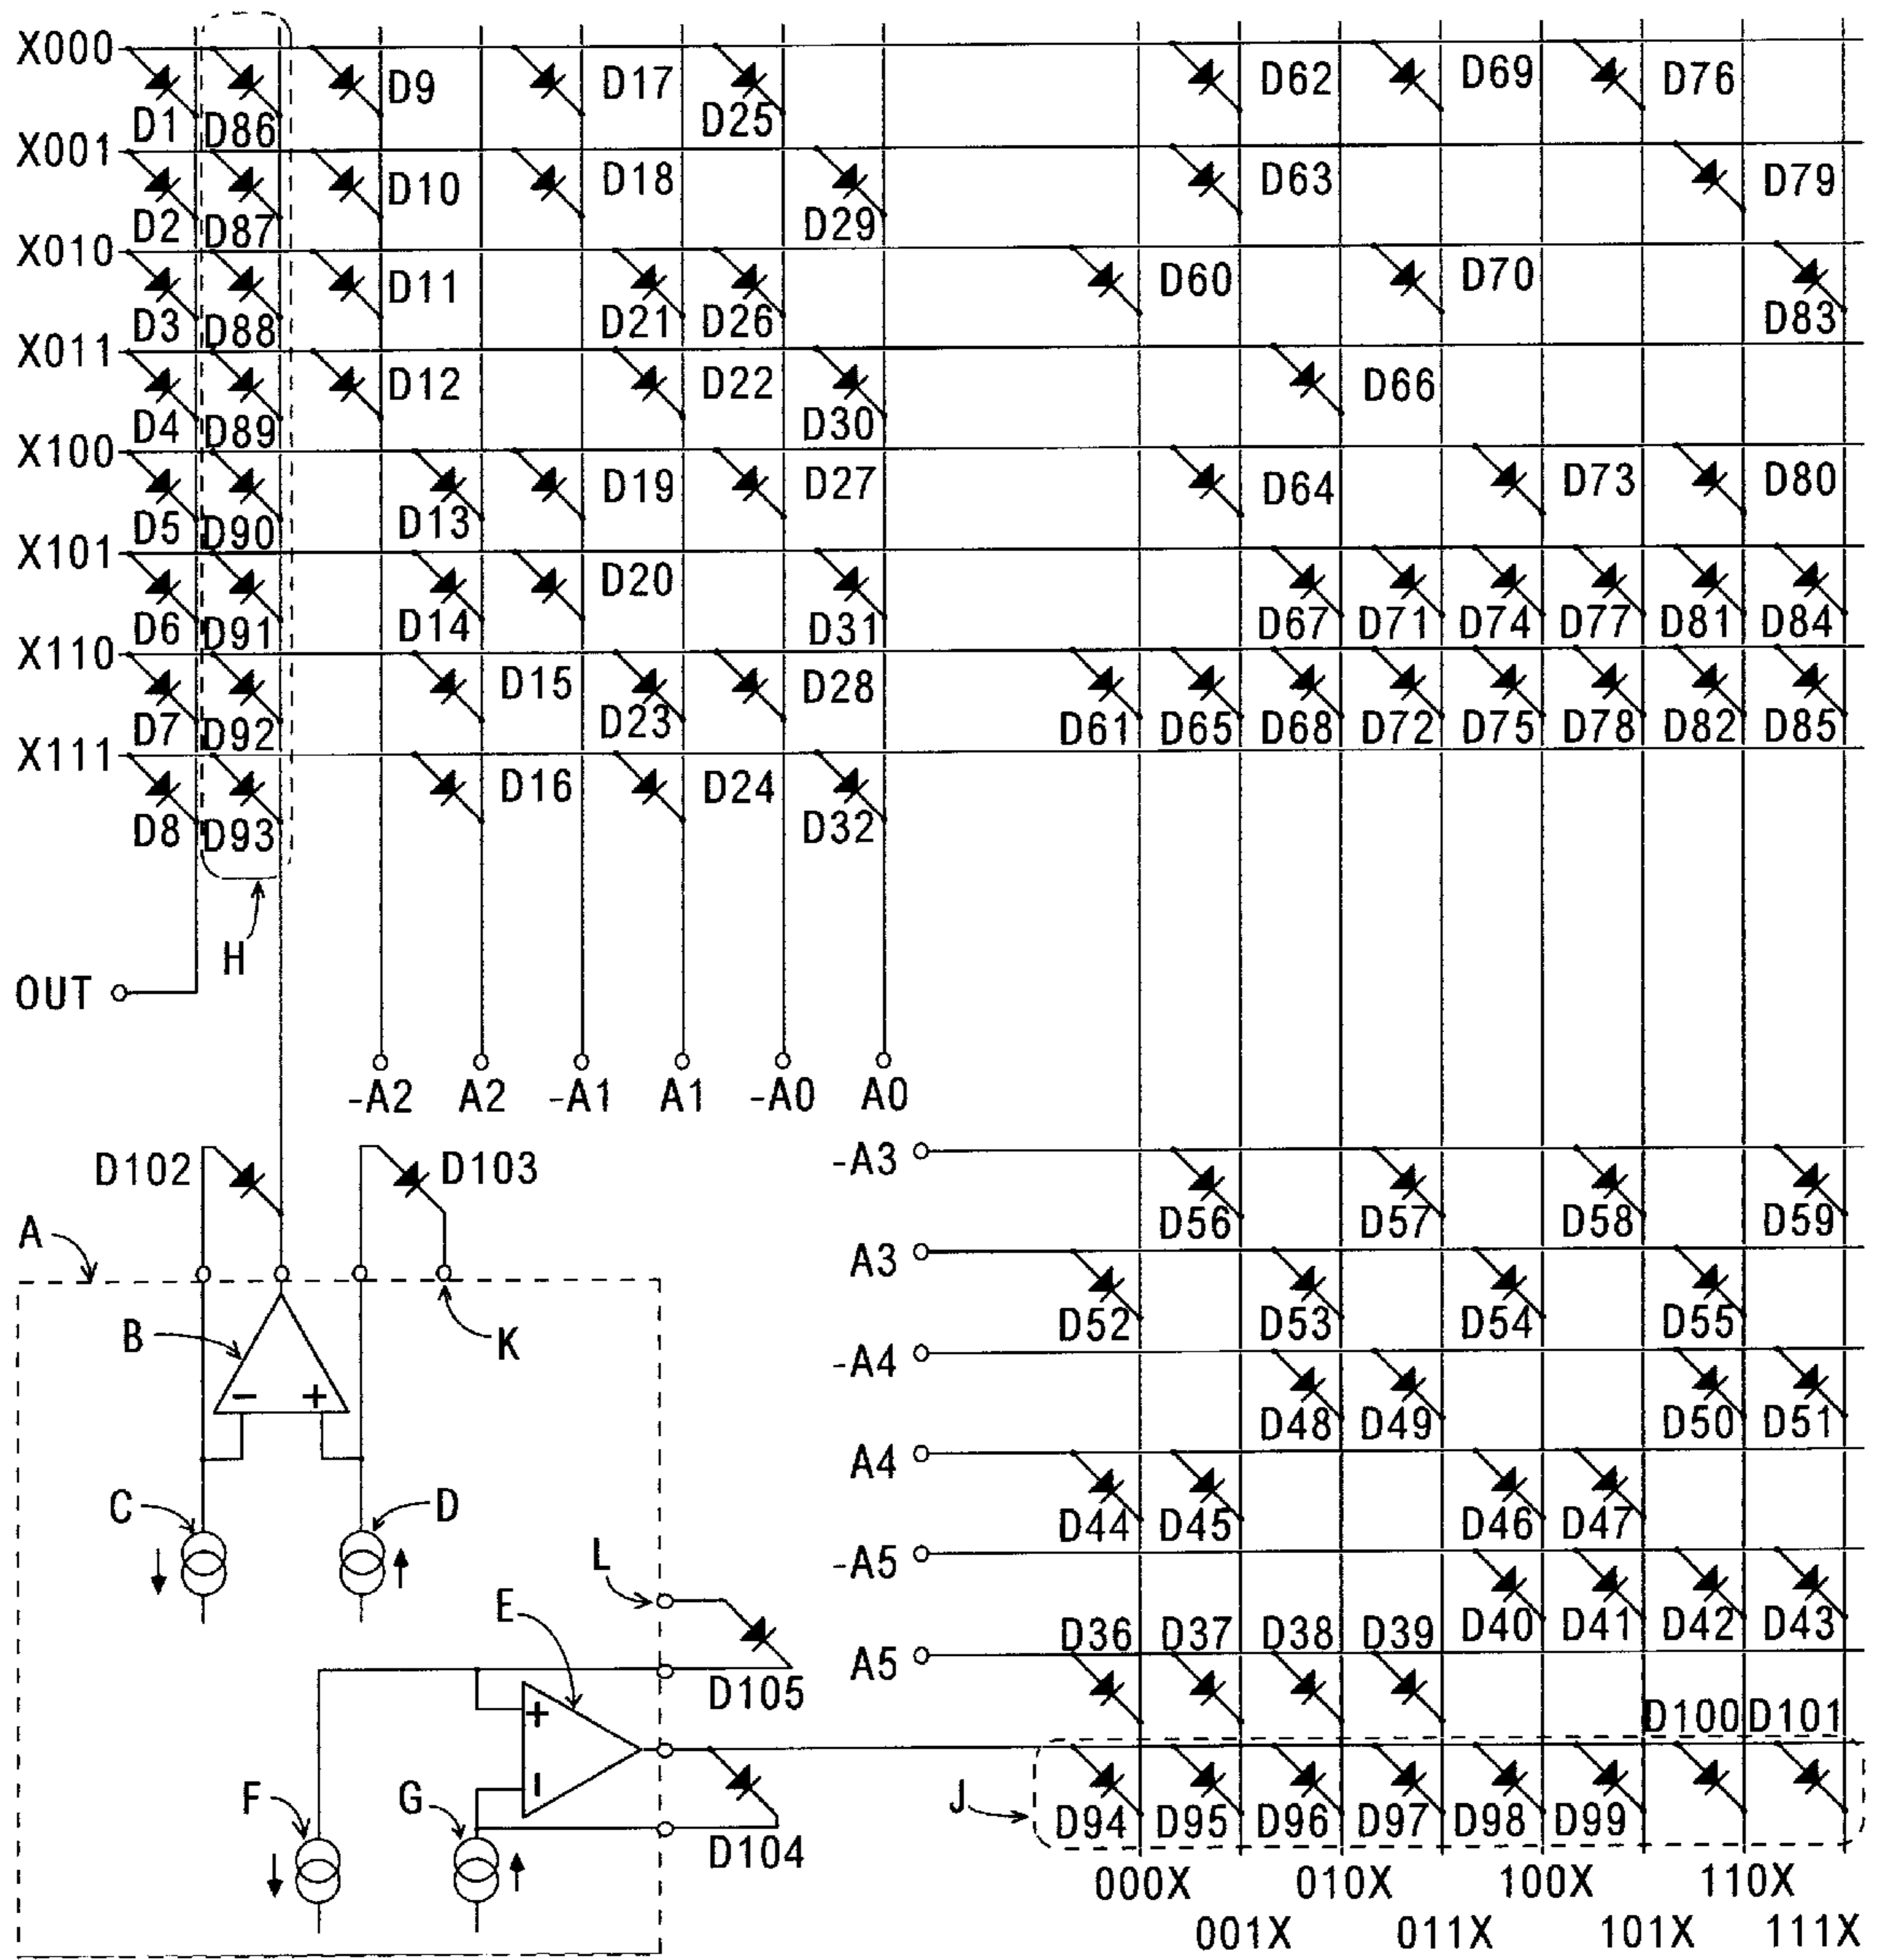 X000 D1 D86 D9 D17 D25 D62 D69 D76
X001 D2 D87 D10 D18 D29 D63 D79
X010 D3 D88 D11 D21 D26 D60 D70 D83
X011 D4 D89 D12 D22 D30 D66
X100 D5 D90 D13 D19 D27 D64 D73 D80
X101 D6 D91 D14 D20 D31 D67 D71 D74 D77 D81 D84
X110 D7 D92 D15 D23 D28 D61 D65 D68 D72 D75 D78 D82 D85
X111 D8 D93 D16 D24 D32
H
OUT
-A2 A2 -A1 A1 -A0 A0
D102 D103
-A3 D56 D57 D58 D59
A
A3 D52 D53 D54 D55
B - + K
-A4 D48 D49 D50 D51
A4 D44 D45 D46 D47
C D
L
-A5 D40 D41 D42 D43
E
D36 D37 D38 D39
A5
D105
+
-
D100 D101
F G
D104
J D94 D95 D96 D97 D98 D99
000X 010X 100X 110X
001X 011X 101X 111X